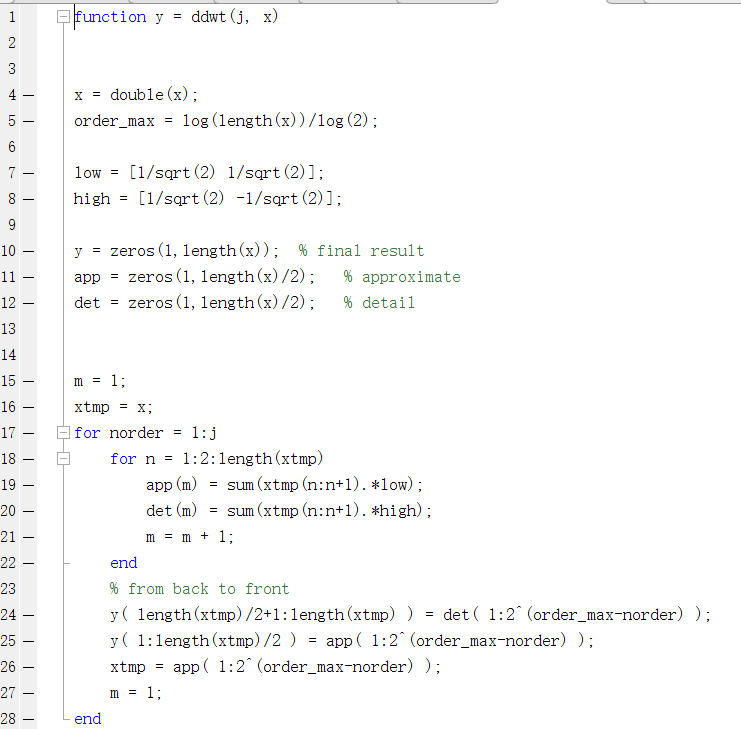 1 function y = ddwt(j, x)
2
3
4 — x = double(x);
5 — order_max = log(length(x))/log(2);
6
7 — low = [1/sqrt(2) 1/sqrt(2)];
8 — high = [1/sqrt(2) -1/sqrt(2)];
9
10 — y = zeros(1,length(x));  % final result
11 — app = zeros(1,length(x)/2);   % approximate
12 — det = zeros(1,length(x)/2);   % detail
13
14
15 — m = 1;
16 — xtmp = x;
17 — for norder = 1:j
18 —     for n = 1:2:length(xtmp)
19 —         app(m) = sum(xtmp(n:n+1).*low);
20 —         det(m) = sum(xtmp(n:n+1).*high);
21 —         m = m + 1;
22 —     end
23     % from back to front
24 —     y( length(xtmp)/2+1:length(xtmp) ) = det( 1:2^(order_max-norder) );
25 —     y( 1:length(xtmp)/2 ) = app( 1:2^(order_max-norder) );
26 —     xtmp = app( 1:2^(order_max-norder) );
27 —     m = 1;
28 — end